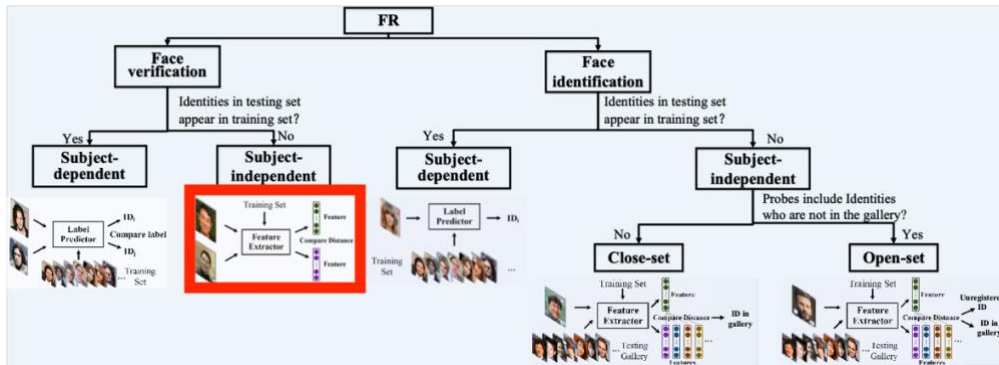 FR
Face
verification
Face
identification
Identities in testing set
appear in training set?
Identities in testing set
appear in training set?
Yes
No
Yes
No
Subject-
dependent
Subject-
independent
Subject-
dependent
Subject-
independent
Probes include Identities
who are not in the gallery?
No
Yes
Close-set
Open-set
Label
Predictor
IDi
Compare label
IDj
... Training
Set
Training Set
Feature
Extractor
Feature
Compare Distance
Feature
Label
Predictor
IDi
...
Training Set
Feature
Extractor
Feature
Compare Distance
ID in
gallery
... Testing
Gallery
Features
...
Training Set
Feature
Extractor
Feature
Compare Distance
Unregistered
ID
ID in
gallery
... Testing
Gallery
Features
...